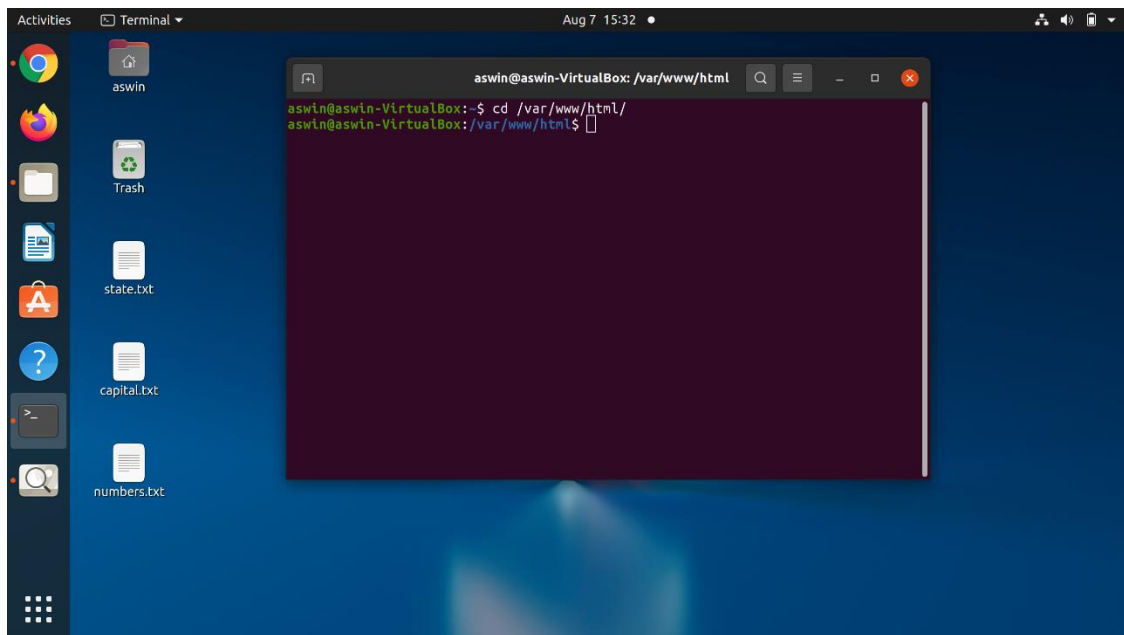 Activities Terminal Aug 7 15:32
aswin
Trash
state.txt
capital.txt
numbers.txt
aswin@aswin-VirtualBox: /var/www/html
aswin@aswin-VirtualBox:~$ cd /var/www/html/
aswin@aswin-VirtualBox:/var/www/html$